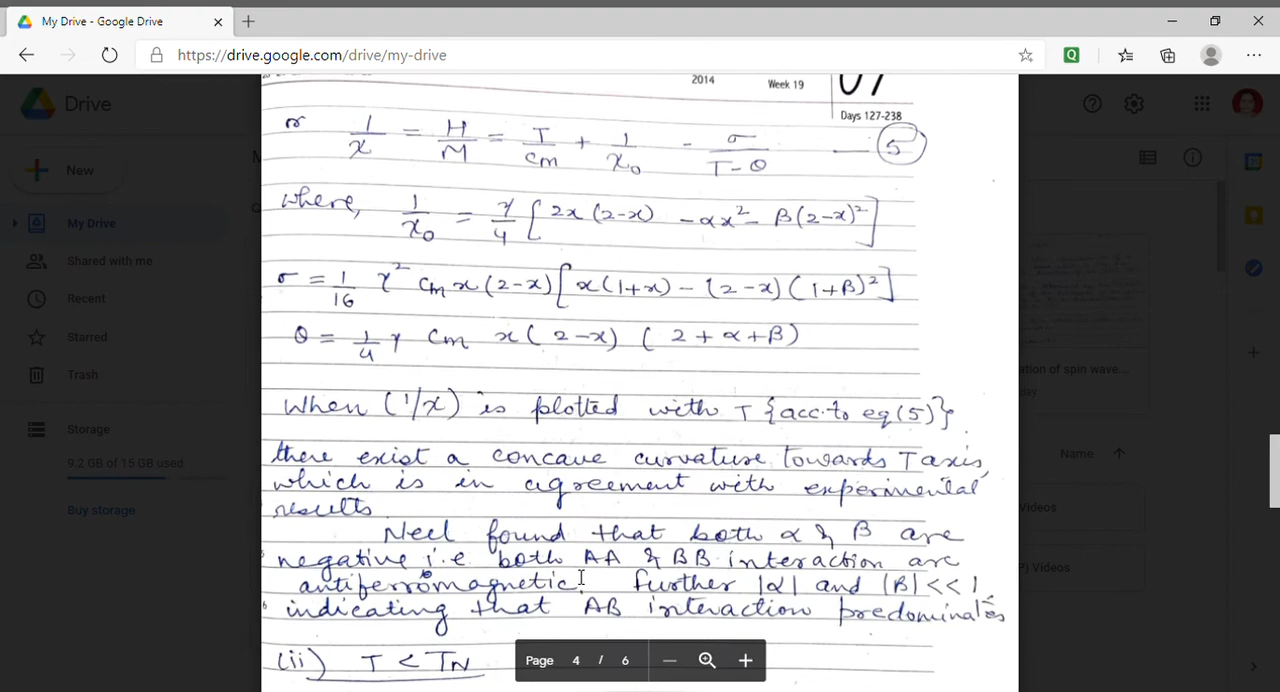 My Drive - Google Drive
https://drive.google.com/drive/my-drive
Drive
New
My Drive
Shared with me
Recent
Starred
Trash
Storage
9.2 GB of 15 GB used
Buy storage
2014 Week 19 07
Days 127-238
or 1/χ = H/M = T/Cm + 1/χ₀ - σ/(T-θ) — (5)
where, 1/χ₀ = γ/4 [2x(2-x) - αx² - β(2-x)²]
σ = 1/16 γ² Cm x(2-x)[x(1+x) - (2-x)(1+β)²]
θ = 1/4 γ Cm x(2-x) (2+α+β)
When (1/χ) is plotted with T {acc. to eq(5)}.
there exist a concave curvature towards T axis,
which is in agreement with experimental
results.
Neel found that both α & β are
negative i.e. both AA & BB interaction are
antiferromagnetic. Further |α| and |β| << 1,
indicating that AB interaction predominates
(ii) T < TN
Page 4 / 6
ation of spin wave...
day
Name
Videos
P) Videos